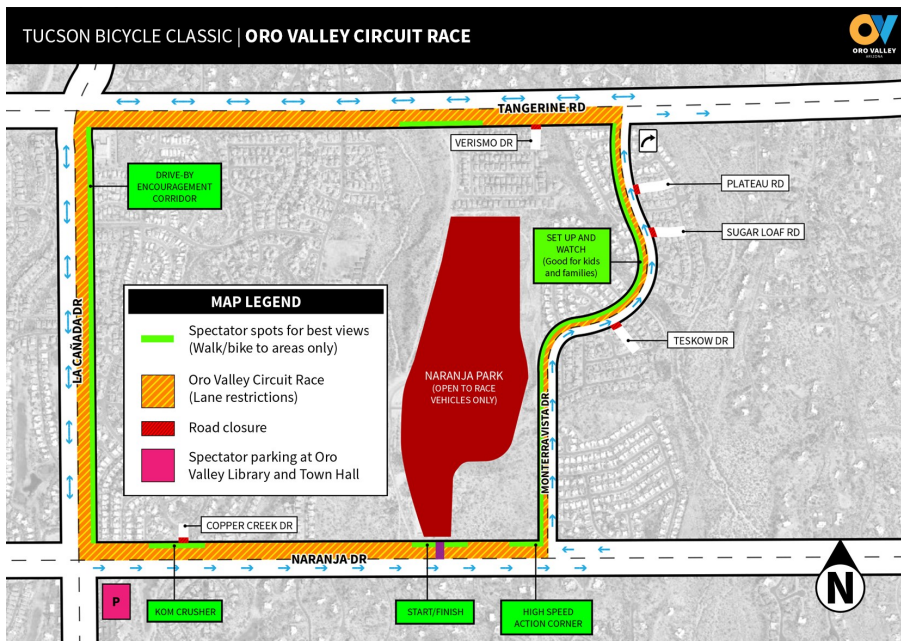 TUCSON BICYCLE CLASSIC | ORO VALLEY CIRCUIT RACE
OV
ORO VALLEY
ARIZONA
TANGERINE RD
VERISMO DR
DRIVE-BY
ENCOURAGEMENT
CORRIDOR
PLATEAU RD
SUGAR LOAF RD
SET UP AND
WATCH
(Good for kids
and families)
TESKOW DR
LA CAÑADA DR
MAP LEGEND
Spectator spots for best views
(Walk/bike to areas only)
Oro Valley Circuit Race
(Lane restrictions)
Road closure
Spectator parking at Oro
Valley Library and Town Hall
NARANJA PARK
(OPEN TO RACE
VEHICLES ONLY)
MONTERRA VISTA DR
COPPER CREEK DR
NARANJA DR
P
KOM CRUSHER
START/FINISH
HIGH SPEED
ACTION CORNER
N